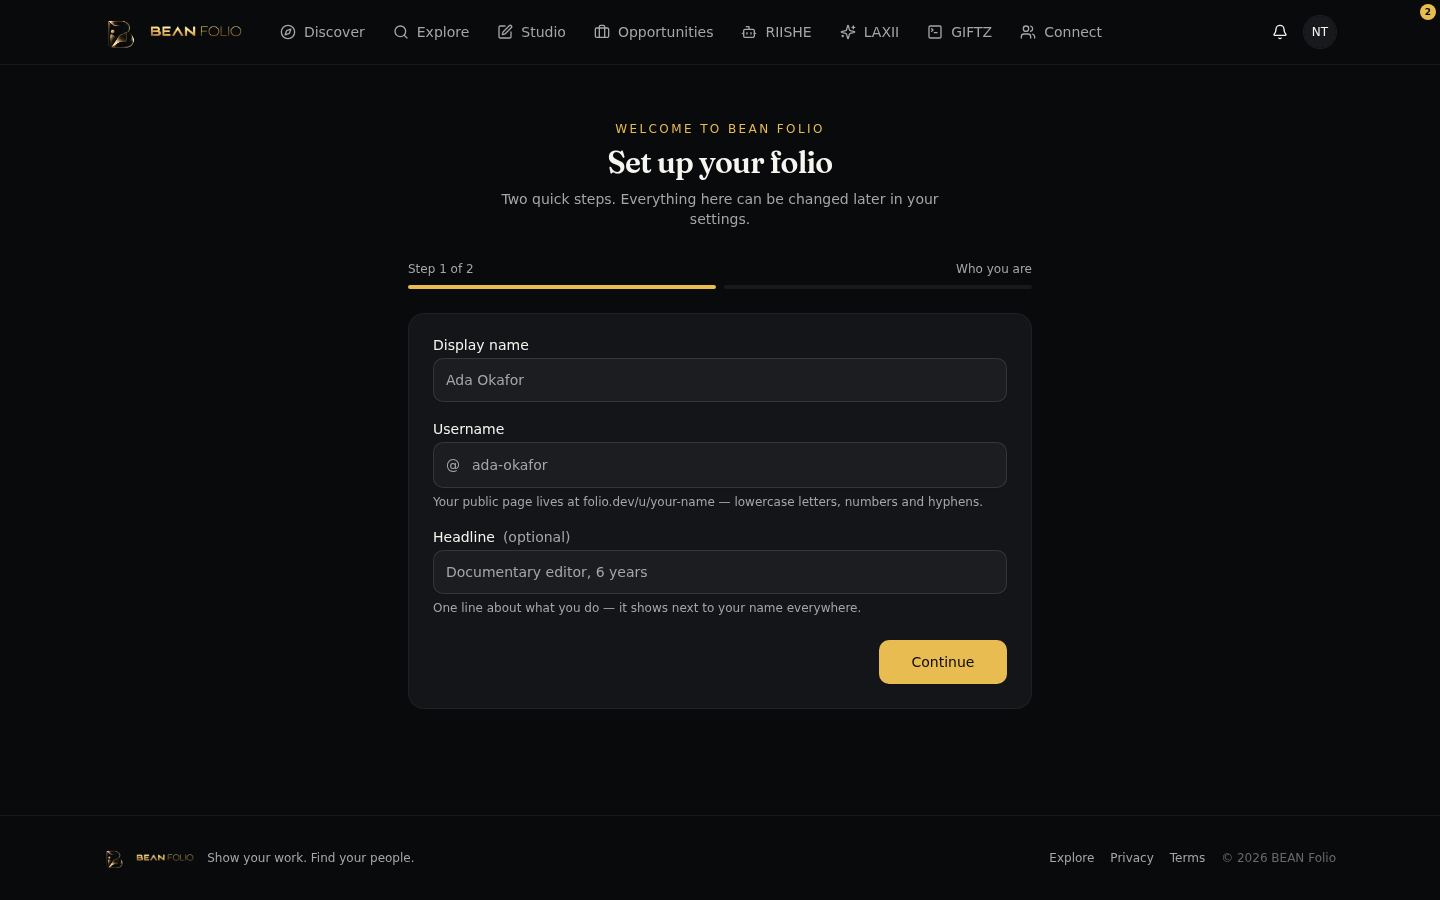 BEAN FOLIO
Discover
Explore
Studio
Opportunities
RIISHE
LAXII
GIFTZ
Connect
NT
2
WELCOME TO BEAN FOLIO
Set up your folio
Two quick steps. Everything here can be changed later in your
settings.
Step 1 of 2
Who you are
Display name
Ada Okafor
Username
@ ada-okafor
Your public page lives at folio.dev/u/your-name — lowercase letters, numbers and hyphens.
Headline (optional)
Documentary editor, 6 years
One line about what you do — it shows next to your name everywhere.
Continue
BEAN FOLIO
Show your work. Find your people.
Explore
Privacy
Terms
© 2026 BEAN Folio